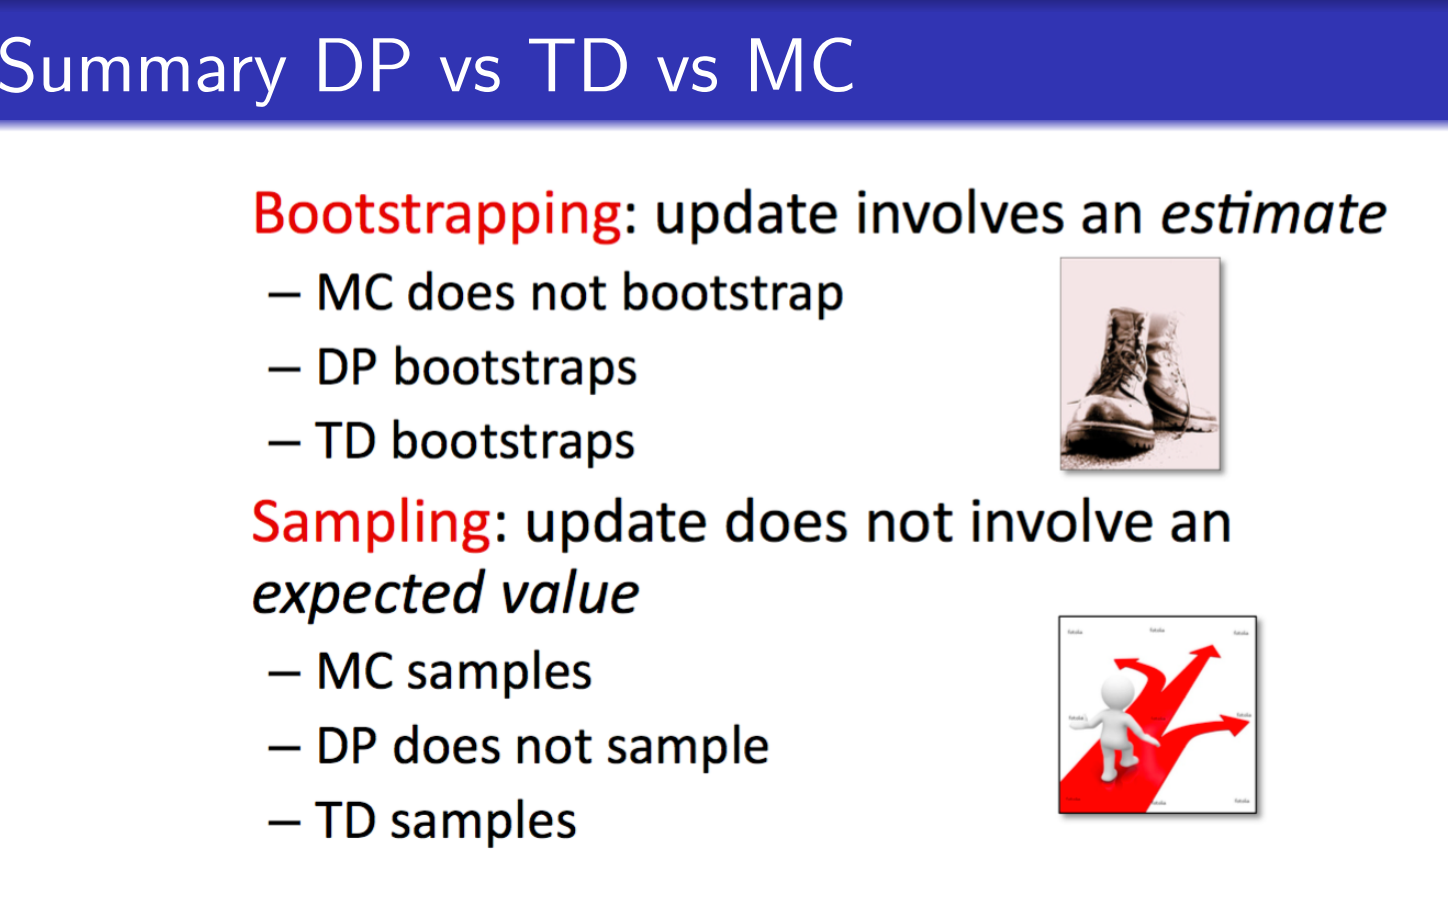 Summary DP vs TD vs MC
Bootstrapping: update involves an estimate
– MC does not bootstrap
– DP bootstraps
– TD bootstraps
Sampling: update does not involve an
expected value
– MC samples
– DP does not sample
– TD samples